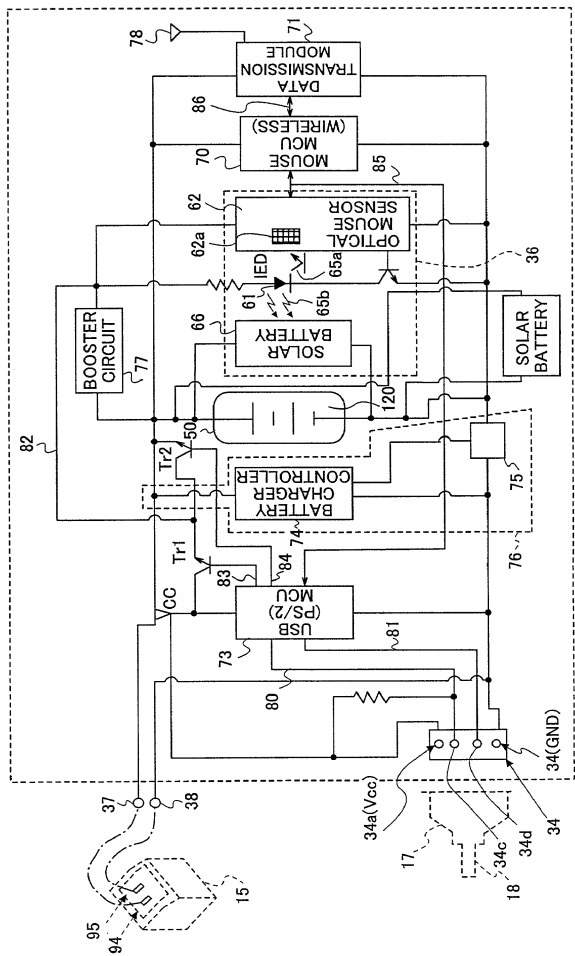 78
71
DATA
TRANSMISSION
MODULE
86
70
MOUSE
MCU
(WIRELESS)
85
62
62a
OPTICAL
MOUSE
SENSOR
36
IED
65a
61
65b
66
SOLAR
BATTERY
BOOSTER
CIRCUIT
77
SOLAR
BATTERY
50
120
82
Tr2
BATTERY
CHARGER
CONTROLLER
74
75
76
Tr1
83
84
CC
USB
(PS/2)
MCU
73
80
81
37
38
34a(Vcc)
34(GND)
34
34c
34d
17
18
95
94
15